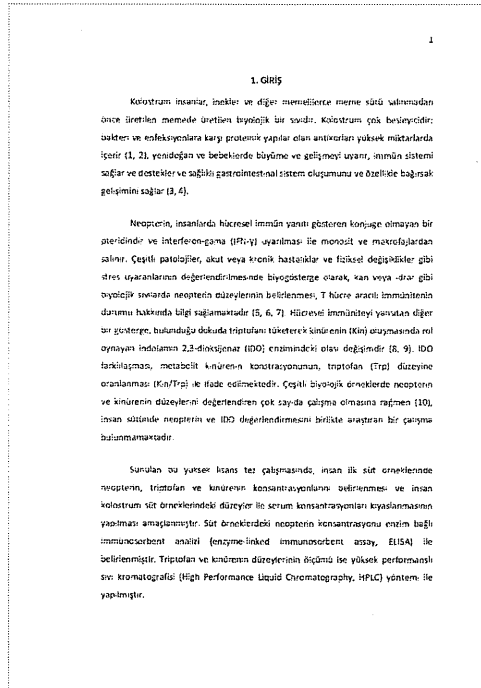 1
1. GİRİŞ
Kolostrum insanlar, inekler ve diğer memelilerce meme sütü salınmadan
önce üretilen memede üretilen biyolojik bir sıvıdır. Kolostrum çok besleyicidir;
bakteri ve enfeksiyonlara karşı proteinik yapılar olan antikorları yüksek miktarlarda
içerir (1, 2), yenidoğan ve bebeklerde büyüme ve gelişmeyi uyarır, immün sistemi
sağlar ve destekler ve sağlıklı gastrointestinal sistem oluşumunu ve özellikle bağırsak
gelişimini sağlar (3, 4).
Neopterin, insanlarda hücresel immün yanıtı gösteren konjuge olmayan bir
pteridindir ve interferon-gama (IFN-γ) uyarılması ile monosit ve makrofajlardan
salınır. Çeşitli patolojiler, akut veya kronik hastalıklar ve fiziksel değişiklikler gibi
stres uyaranlarının değerlendirilmesinde biyogösterge olarak, kan veya idrar gibi
biyolojik sıvılarda neopterin düzeylerinin belirlenmesi, T hücre aracılı immünitenin
durumu hakkında bilgi sağlamaktadır (5, 6, 7). Hücresel immüniteyi yansıtan diğer
bir gösterge, bulunduğu dokuda triptofanı tüketerek kinürenin (Kin) oluşmasında rol
oynayan indolamin 2,3-dioksijenaz (IDO) enzimindeki olası değişimdir (8, 9). IDO
farklılaşması, metabolit kinürenin konstrasyonunun, triptofan (Trp) düzeyine
oranlanması (Kin/Trp) ile ifade edilmektedir. Çeşitli biyolojik örneklerde neopterin
ve kinürenin düzeylerini değerlendiren çok sayıda çalışma olmasına rağmen (10),
insan sütünde neopterin ve IDO değerlendirmesini birlikte araştıran bir çalışma
bulunmamaktadır.
Sunulan bu yüksek lisans tez çalışmasında, insan ilk süt örneklerinde
neopterin, triptofan ve kinürenin konsantrasyonlarını belirlenmesi ve insan
kolostrum süt örneklerindeki düzeyler ile serum konsantrasyonları kıyaslanmasının
yapılması amaçlanmıştır. Süt örneklerdeki neopterin konsantrasyonu enzim bağlı
immunosorbent analizi (enzyme-linked immunosorbent assay, ELISA) ile
belirlenmiştir. Triptofan ve kinürenin düzeylerinin ölçümü ise yüksek performanslı
sıvı kromatografisi (High Performance Liquid Chromatography, HPLC) yöntemi ile
yapılmıştır.